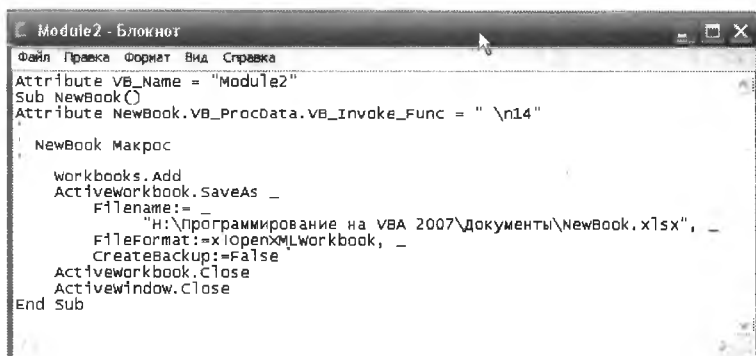 Module2 - Блокнот
Файл Правка Формат Вид Справка
Attribute VB_Name = "Module2"
Sub NewBook()
Attribute NewBook.VB_ProcData.VB_Invoke_Func = " \n14"
'
' NewBook Макрос
'
Workbooks.Add
ActiveWorkbook.SaveAs _
Filename:= _
"H:\Программирование на VBA 2007\Документы\NewBook.xlsx", _
FileFormat:=xlOpenXMLWorkbook, _
CreateBackup:=False
ActiveWorkbook.Close
ActiveWindow.Close
End Sub